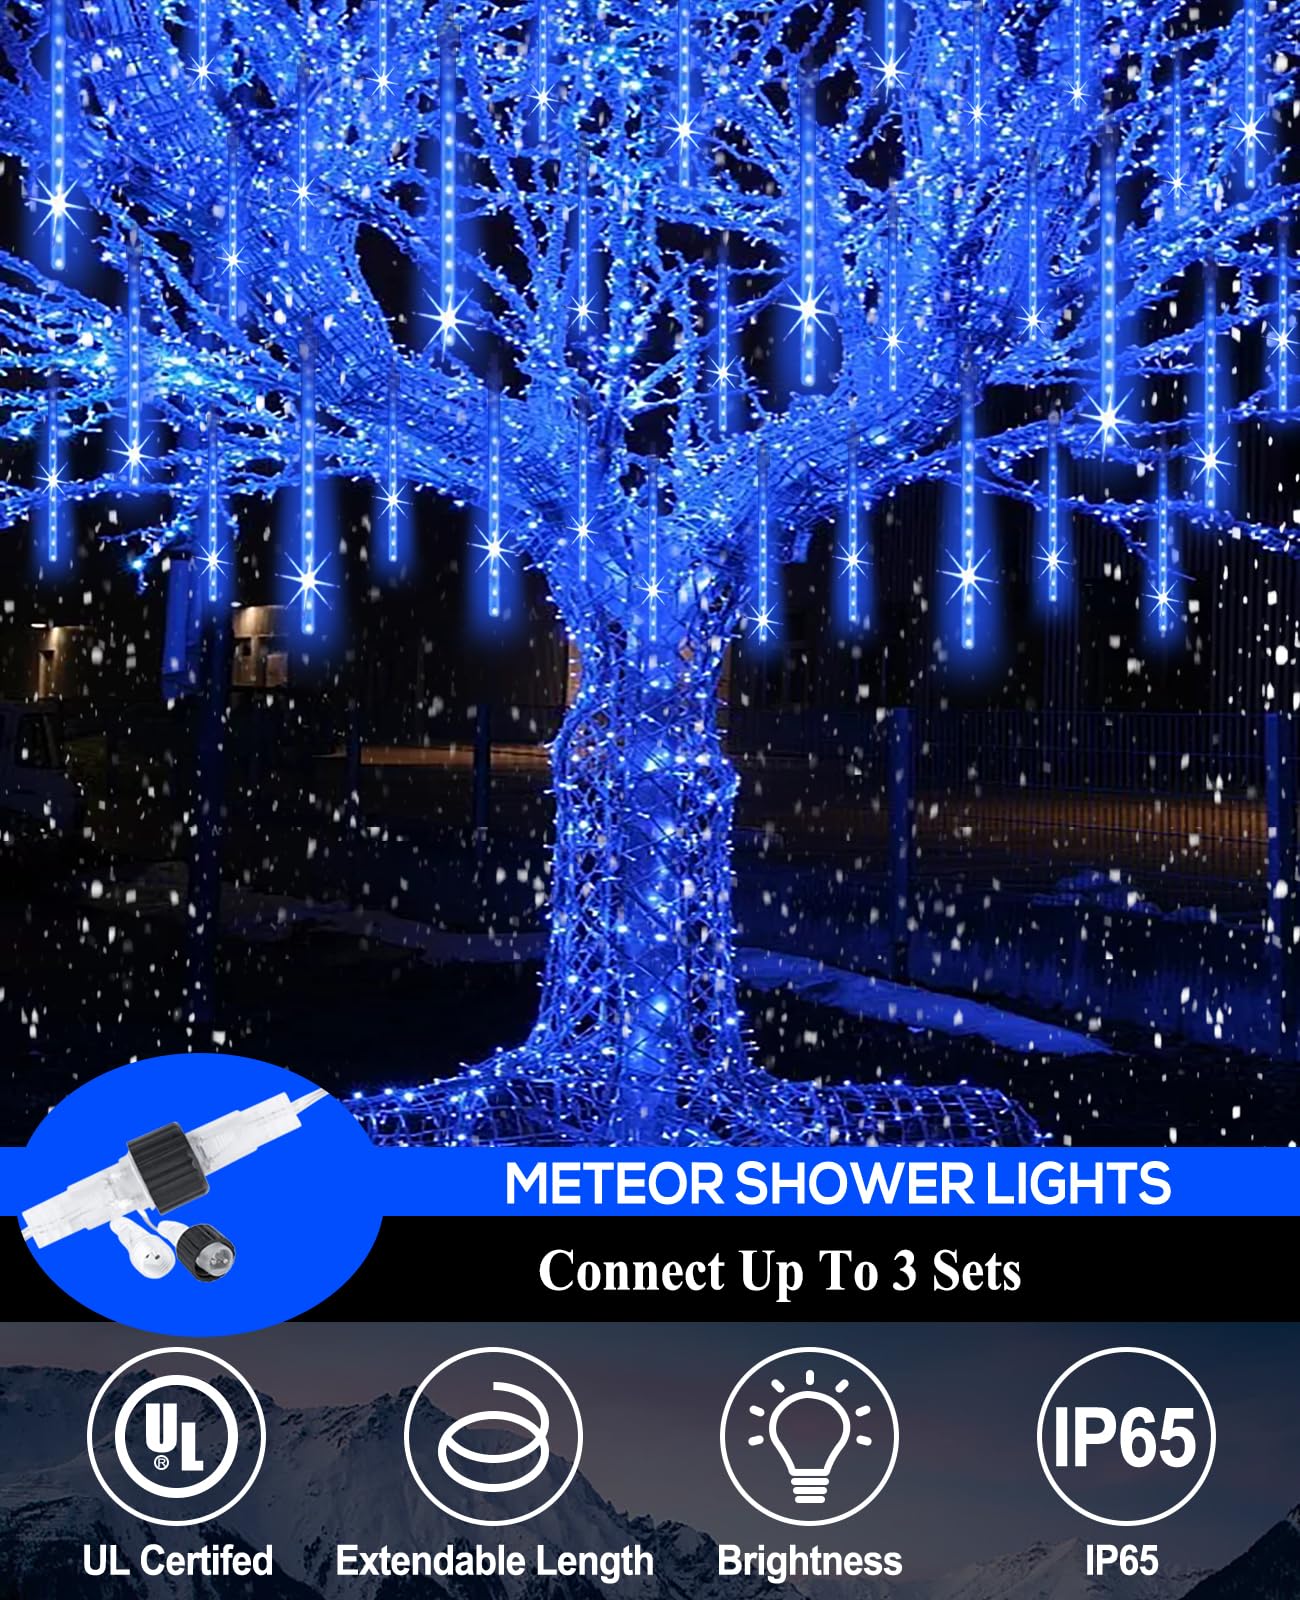 METEOR SHOWER LIGHTS
Connect Up To 3 Sets
UL
®
IP65
UL Certifed
Extendable Length
Brightness
IP65